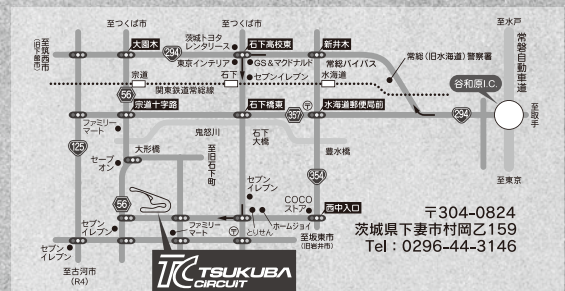 至つくば市
至つくば市
至水戸
至筑西市
(旧下館市)
大園木
294
茨城トヨタ
レンタリース
石下高校東
新井木
東京インテリア
GS&マクドナルド
セブンイレブン
常総バイパス
常総(旧水海道)警察署
常磐自動車道
宗道
石下
水海道
関東鉄道常総線
谷和原I.C.
56
宗道十字路
石下橋東
〒
357
水海道郵便局前
294
至取手
ファミリー
マート
鬼怒川
石下
大橋
豊水橋
125
大形橋
セーブ
オン
至旧石下町
354
至東京
セブン
イレブン
COCO
ストア
西中入口
56
セブン
イレブン
セブン
イレブン
ファミリー
マート
〒
とりせん
ホームジョイ
至坂東市
(旧岩井市)
至古河市
(R4)
TC TSUKUBA
CIRCUIT
〒304-0824
茨城県下妻市村岡乙159
Tel:0296-44-3146